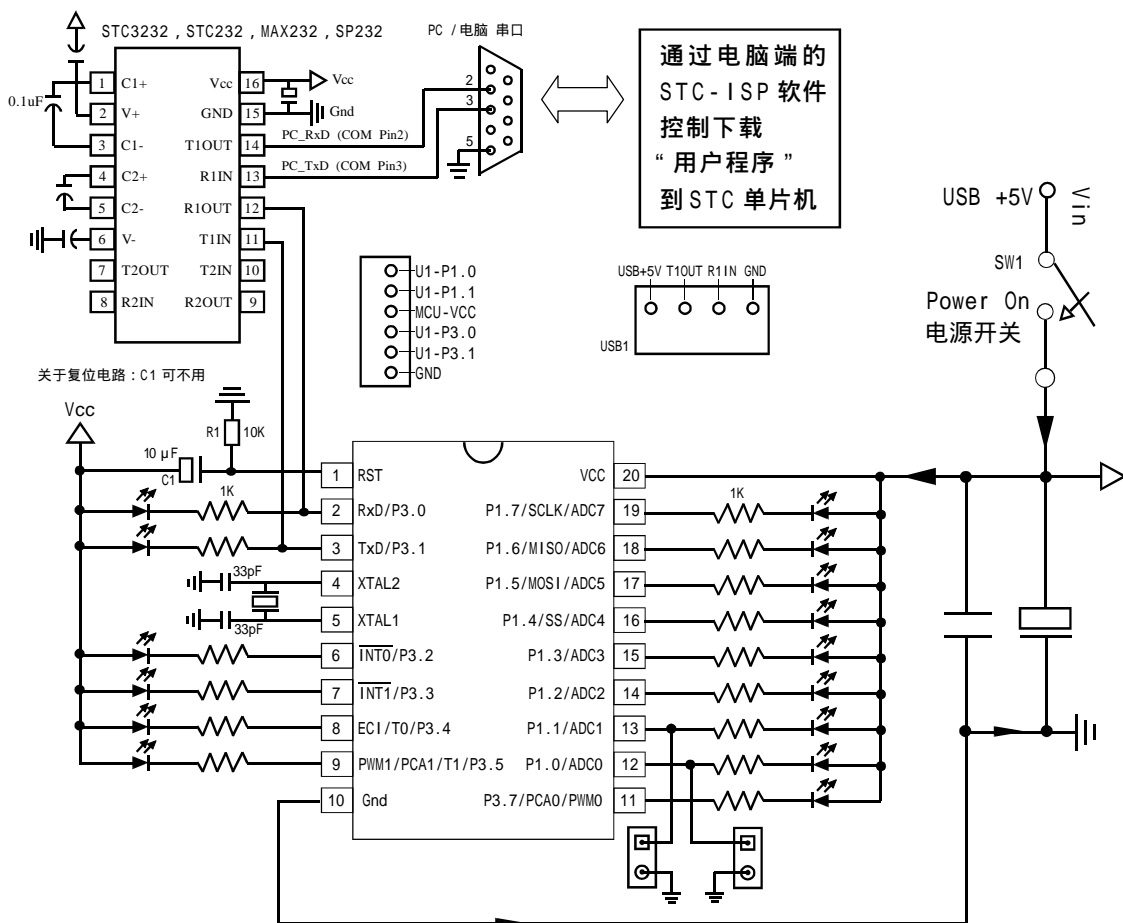 STC3232 , STC232 , MAX232 , SP232
PC /电脑 串口
通过电脑端的
STC-ISP 软件
控制下载
“用户程序”
到 STC 单片机
0.1uF
1 C1+
2 V+
3 C1-
4 C2+
5 C2-
6 V-
7 T2OUT
8 R2IN
Vcc 16
GND 15
T1OUT 14
R1IN 13
R1OUT 12
T1IN 11
T2IN 10
R2OUT 9
Vcc
Gnd
PC_RxD (COM Pin2)
PC_TxD (COM Pin3)
2
3
5
U1-P1.0
U1-P1.1
MCU-VCC
U1-P3.0
U1-P3.1
GND
USB+5V T1OUT R1IN GND
USB1
USB +5V
Vin
SW1
Power On
电源开关
关于复位电路 : C1 可不用
Vcc
R1 10K
10 μF
C1
1K
33pF
33pF
1 RST
2 RxD/P3.0
3 TxD/P3.1
4 XTAL2
5 XTAL1
6 INT0/P3.2
7 INT1/P3.3
8 ECI/T0/P3.4
9 PWM1/PCA1/T1/P3.5
10 Gnd
VCC 20
P1.7/SCLK/ADC7 19
P1.6/MISO/ADC6 18
P1.5/MOSI/ADC5 17
P1.4/SS/ADC4 16
P1.3/ADC3 15
P1.2/ADC2 14
P1.1/ADC1 13
P1.0/ADC0 12
P3.7/PCA0/PWM0 11
1K